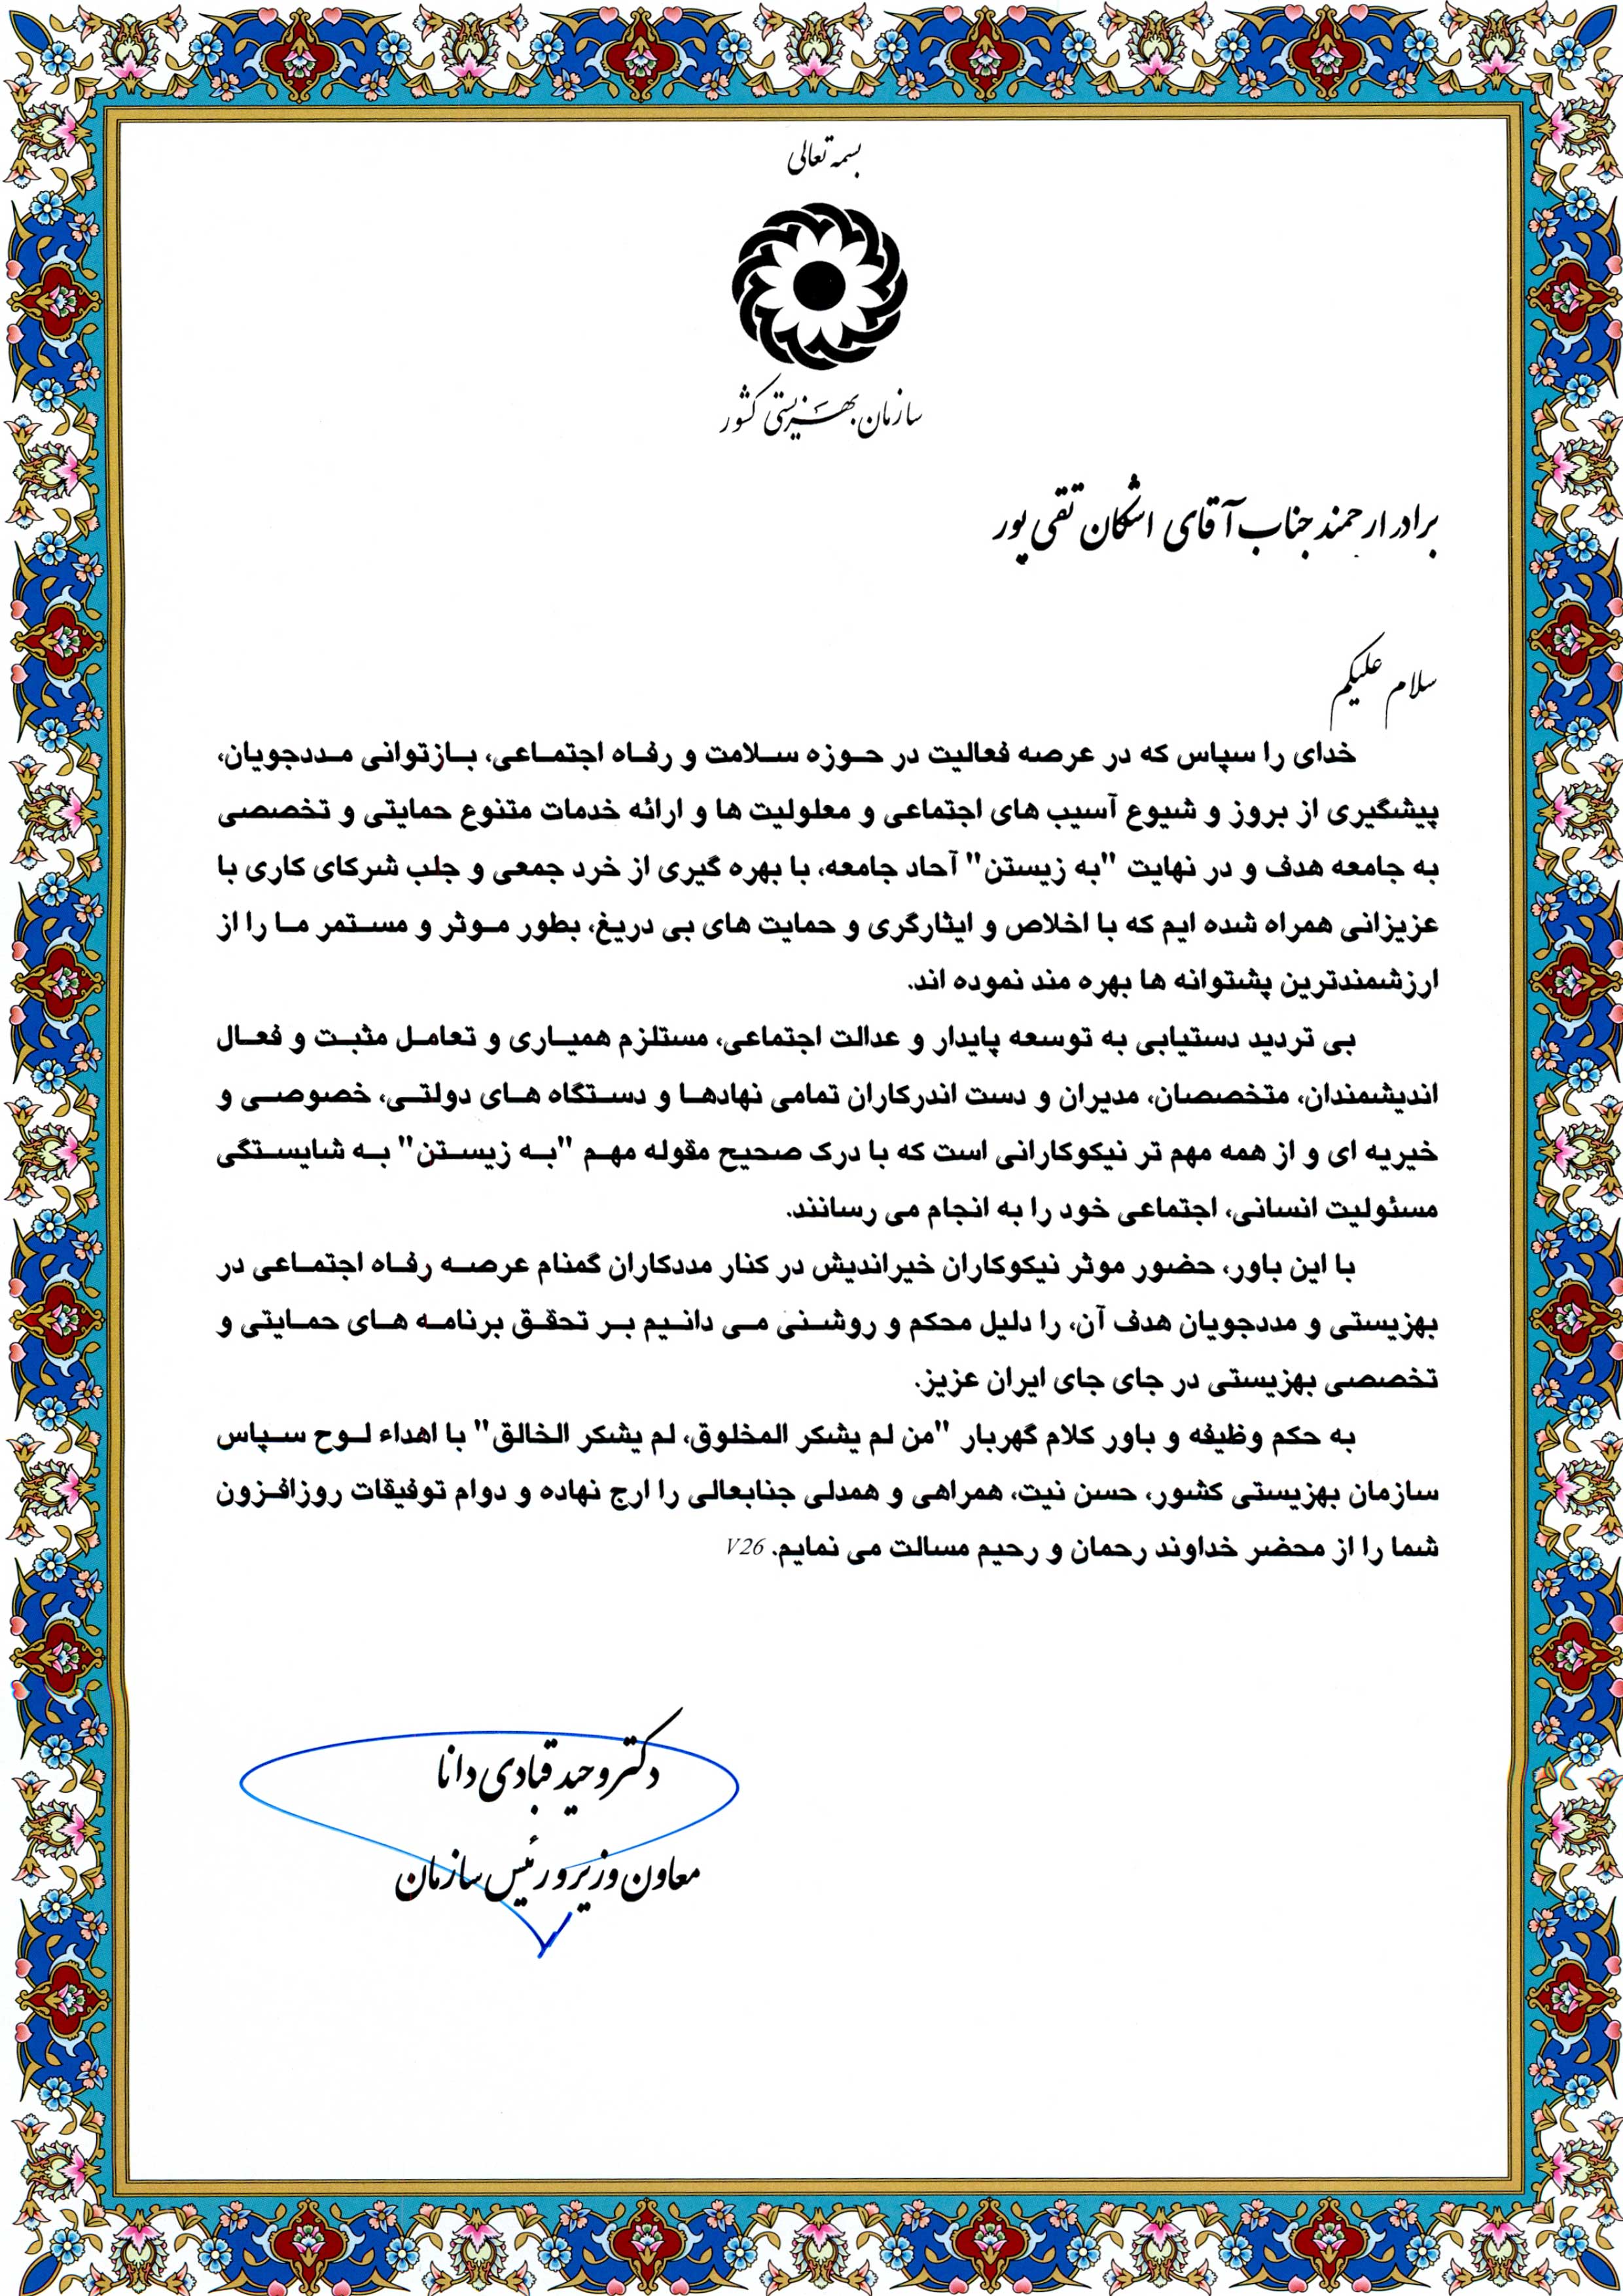 بسمه تعالی
سازمان بهزیستی کشور
برادر ارجمند جناب آقای اشکان تقی پور
سلام علیکم
خدای را سپاس که در عرصه فعالیت در حوزه سلامت و رفاه اجتماعی، بازتوانی مددجویان،
پیشگیری از بروز و شیوع آسیب های اجتماعی و معلولیت ها و ارائه خدمات متنوع حمایتی و تخصصی
به جامعه هدف و در نهایت "به زیستن" آحاد جامعه، با بهره گیری از خرد جمعی و جلب شرکای کاری با
عزیزانی همراه شده ایم که با اخلاص و ایثارگری و حمایت های بی دریغ، بطور موثر و مستمر ما را از
ارزشمندترین پشتوانه ها بهره مند نموده اند.
بی تردید دستیابی به توسعه پایدار و عدالت اجتماعی، مستلزم همیاری و تعامل مثبت و فعال
اندیشمندان، متخصصان، مدیران و دست اندرکاران تمامی نهادها و دستگاه های دولتی، خصوصی و
خیریه ای و از همه مهم تر نیکوکارانی است که با درک صحیح مقوله مهم "به زیستن" به شایستگی
مسئولیت انسانی، اجتماعی خود را به انجام می رسانند.
با این باور، حضور موثر نیکوکاران خیراندیش در کنار مددکاران گمنام عرصه رفاه اجتماعی در
بهزیستی و مددجویان هدف آن، را دلیل محکم و روشنی می دانیم بر تحقق برنامه های حمایتی و
تخصصی بهزیستی در جای جای ایران عزیز.
به حکم وظیفه و باور کلام گهربار "من لم یشکر المخلوق، لم یشکر الخالق" با اهداء لوح سپاس
سازمان بهزیستی کشور، حسن نیت، همراهی و همدلی جنابعالی را ارج نهاده و دوام توفیقات روزافزون
شما را از محضر خداوند رحمان و رحیم مسالت می نمایم. V26
دکتر وحید قبادی دانا
معاون وزیر و رئیس سازمان